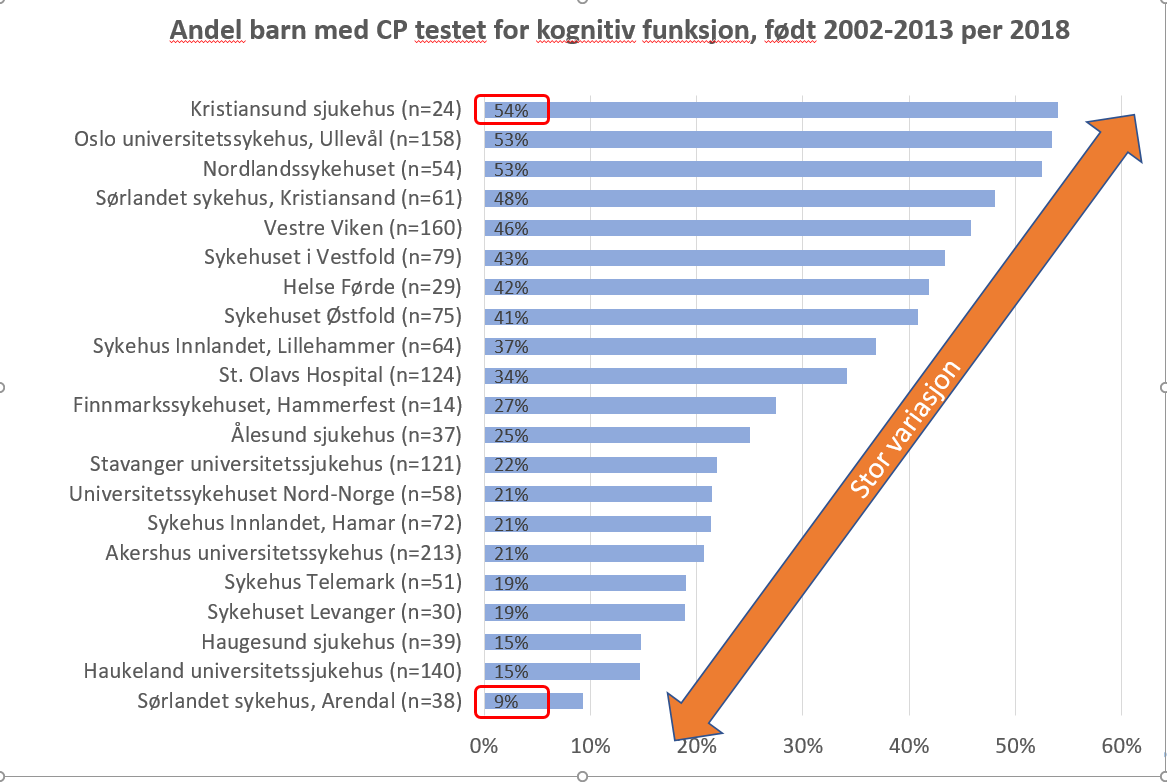 Andel barn med CP testet for kognitiv funksjon, født 2002-2013 per 2018
Kristiansund sjukehus (n=24) 54%
Oslo universitetssykehus, Ullevål (n=158) 53%
Nordlandssykehuset (n=54) 53%
Sørlandet sykehus, Kristiansand (n=61) 48%
Vestre Viken (n=160) 46%
Sykehuset i Vestfold (n=79) 43%
Helse Førde (n=29) 42%
Sykehuset Østfold (n=75) 41%
Sykehus Innlandet, Lillehammer (n=64) 37%
St. Olavs Hospital (n=124) 34%
Finnmarkssykehuset, Hammerfest (n=14) 27%
Ålesund sjukehus (n=37) 25%
Stavanger universitetssjukehus (n=121) 22%
Universitetssykehuset Nord-Norge (n=58) 21%
Sykehus Innlandet, Hamar (n=72) 21%
Akershus universitetssykehus (n=213) 21%
Sykehus Telemark (n=51) 19%
Sykehuset Levanger (n=30) 19%
Haugesund sjukehus (n=39) 15%
Haukeland universitetssjukehus (n=140) 15%
Sørlandet sykehus, Arendal (n=38) 9%
Stor variasjon
0% 10% 20% 30% 40% 50% 60%